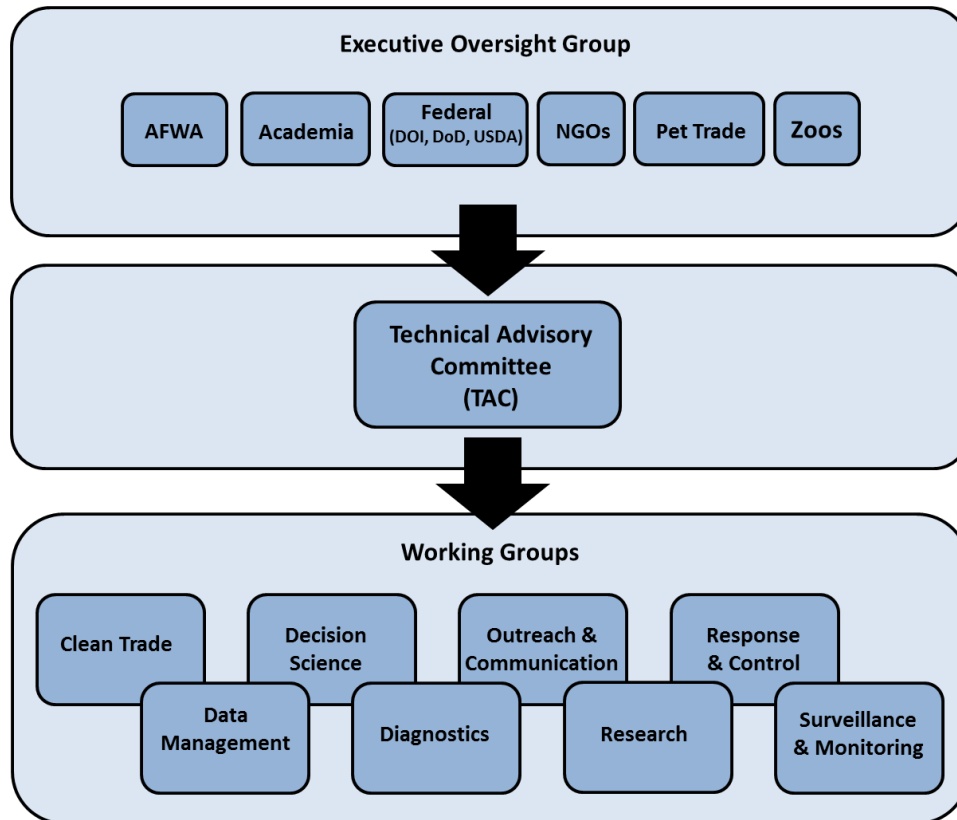 Executive Oversight Group
AFWA
Academia
Federal
(DOI, DoD, USDA)
NGOs
Pet Trade
Zoos
Technical Advisory
Committee
(TAC)
Working Groups
Clean Trade
Decision
Science
Outreach &
Communication
Response
& Control
Data
Management
Diagnostics
Research
Surveillance
& Monitoring